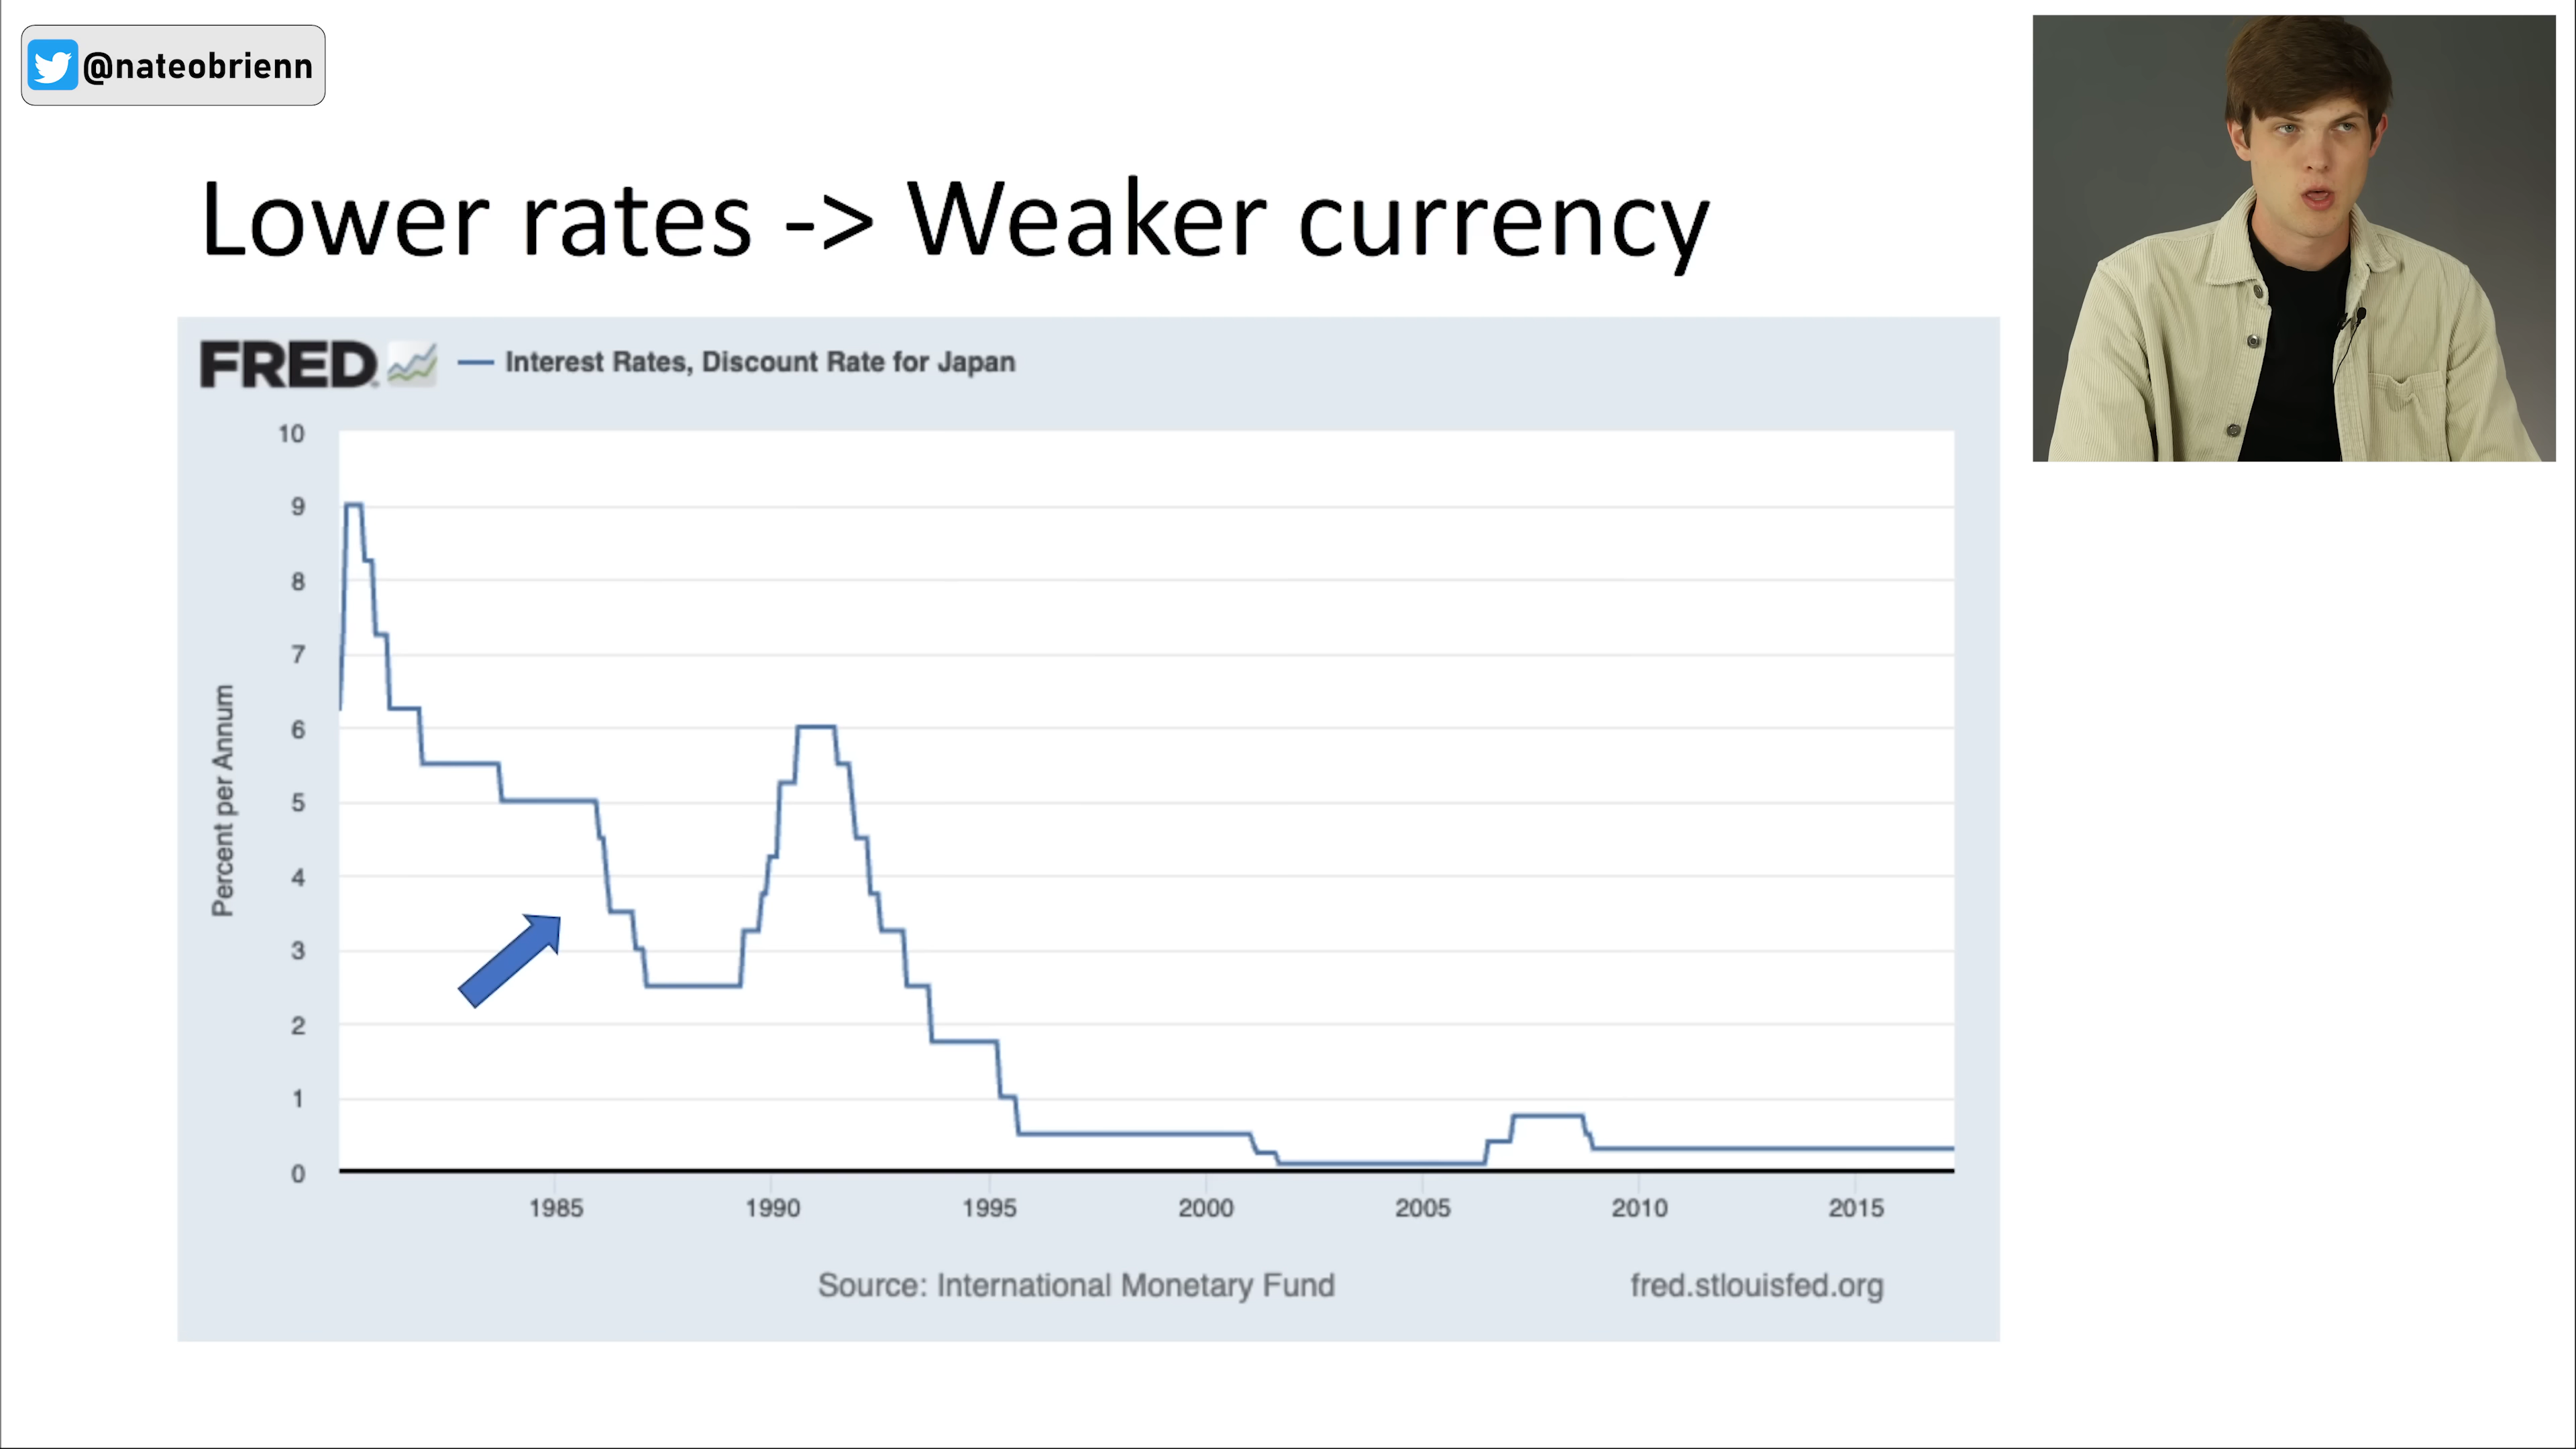 @nateobrienn
Lower rates -> Weaker currency
FRED
Interest Rates, Discount Rate for Japan
10
9
8
7
6
5
4
3
2
1
0
Percent per Annum
1985 1990 1995 2000 2005 2010 2015
Source: International Monetary Fund
fred.stlouisfed.org